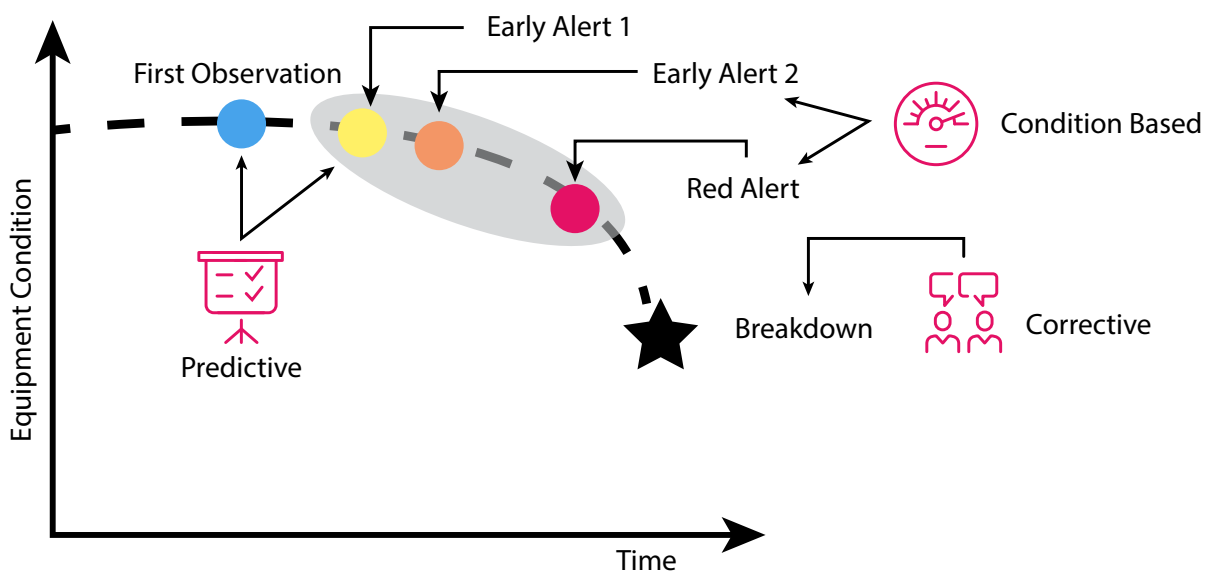 Early Alert 1
First Observation
Early Alert 2
Condition Based
Red Alert
Equipment Condition
Breakdown
Corrective
Predictive
Time